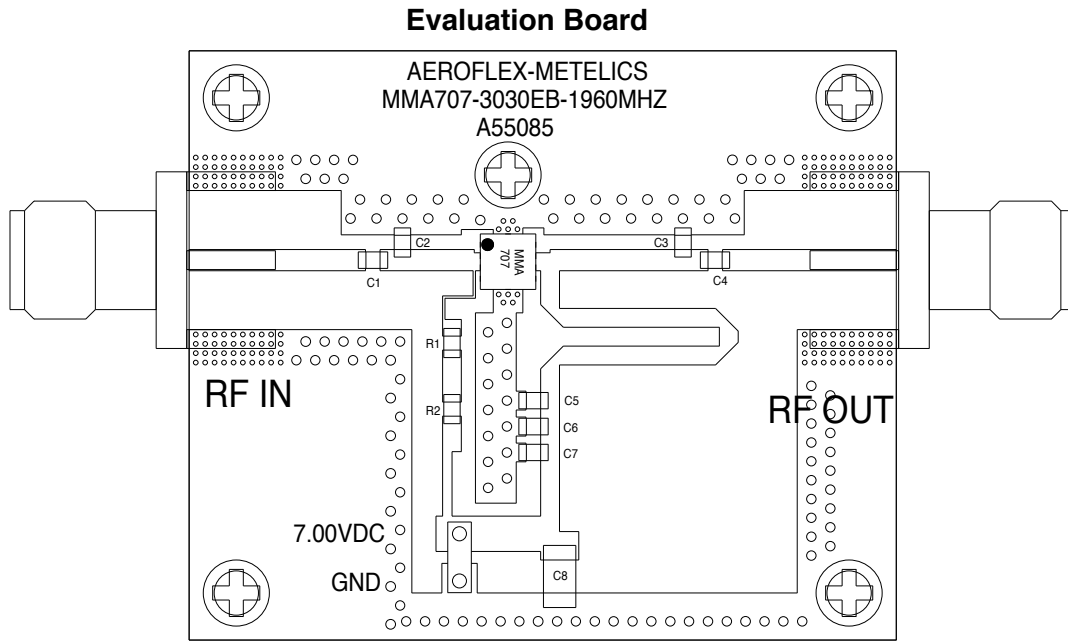 Evaluation Board
AEROFLEX-METELICS
MMA707-3030EB-1960MHZ
A55085
C2
C3
MMA
707
C1
C4
R1
RF IN
R2
C5
RF OUT
C6
C7
7.00VDC
GND
C8